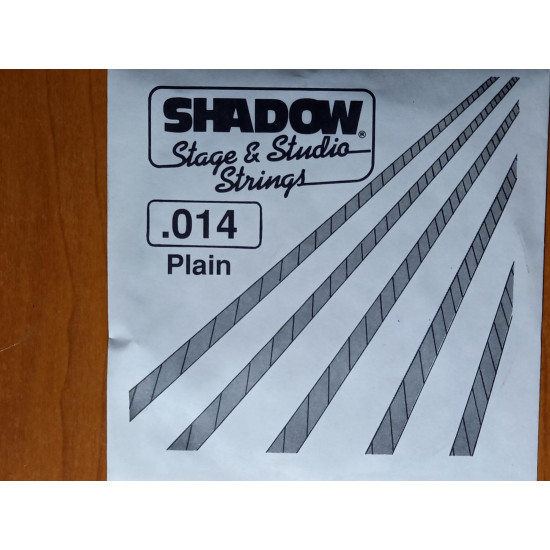 SHADOW®
Stage & Studio
Strings
.014
Plain